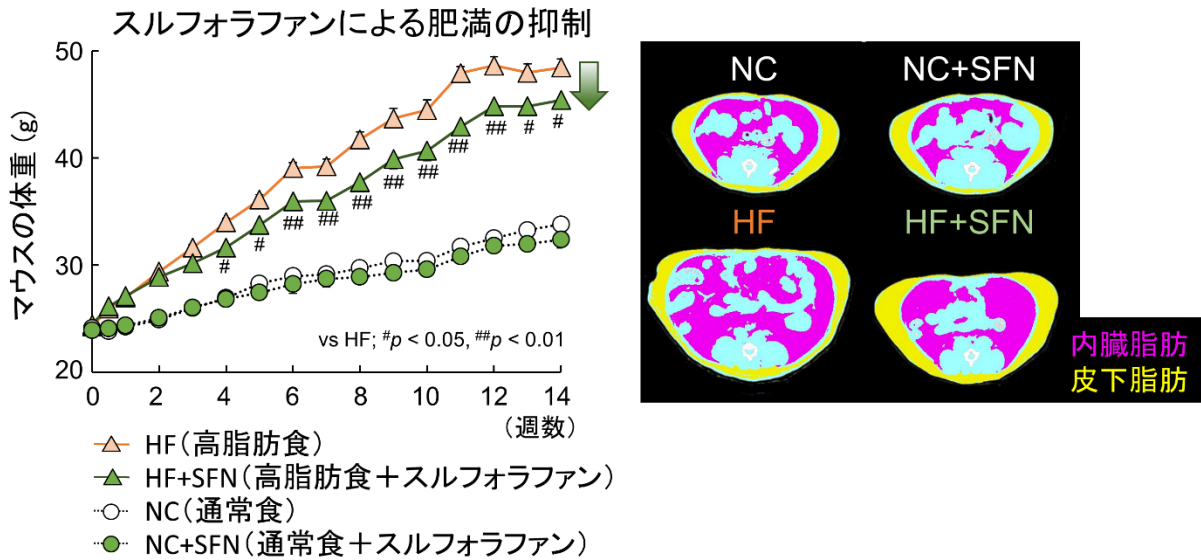 スルフォラファンによる肥満の抑制
マウスの体重 (g)
50
40
30
20
0 2 4 6 8 10 12 14
(週数)
# # ## ## ## ## ## ## ## # #
vs HF; #p < 0.05, ##p < 0.01
HF(高脂肪食)
HF+SFN(高脂肪食+スルフォラファン)
NC(通常食)
NC+SFN(通常食+スルフォラファン)
NC NC+SFN
HF HF+SFN
内臓脂肪
皮下脂肪